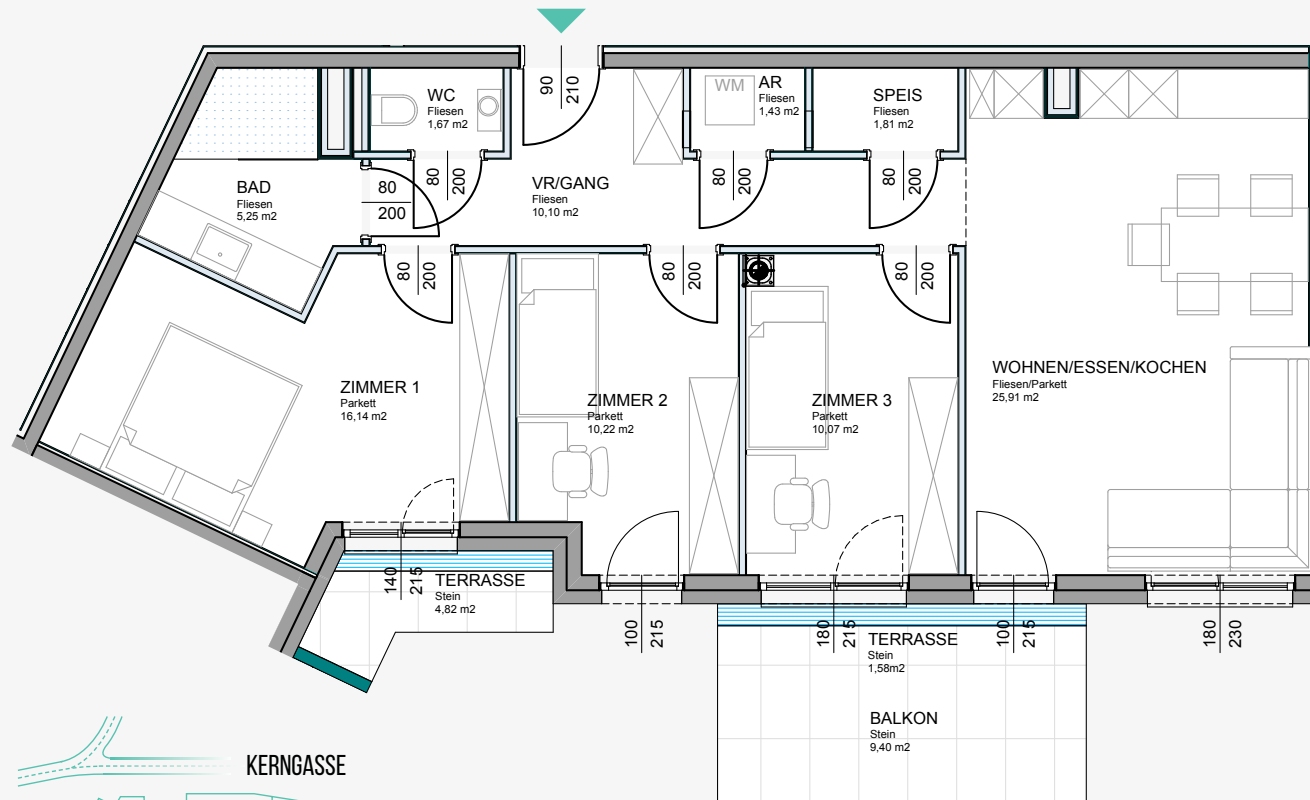 90
210
WC
Fliesen
1,67 m2
WM
AR
Fliesen
1,43 m2
SPEIS
Fliesen
1,81 m2
BAD
Fliesen
5,25 m2
80
200
80
200
VR/GANG
Fliesen
10,10 m2
80
200
80
200
80
200
80
200
80
200
ZIMMER 1
Parkett
16,14 m2
ZIMMER 2
Parkett
10,22 m2
ZIMMER 3
Parkett
10,07 m2
WOHNEN/ESSEN/KOCHEN
Fliesen/Parkett
25,91 m2
140
215
TERRASSE
Stein
4,82 m2
100
215
180
215
TERRASSE
Stein
1,58m2
100
215
180
230
BALKON
Stein
9,40 m2
KERNGASSE